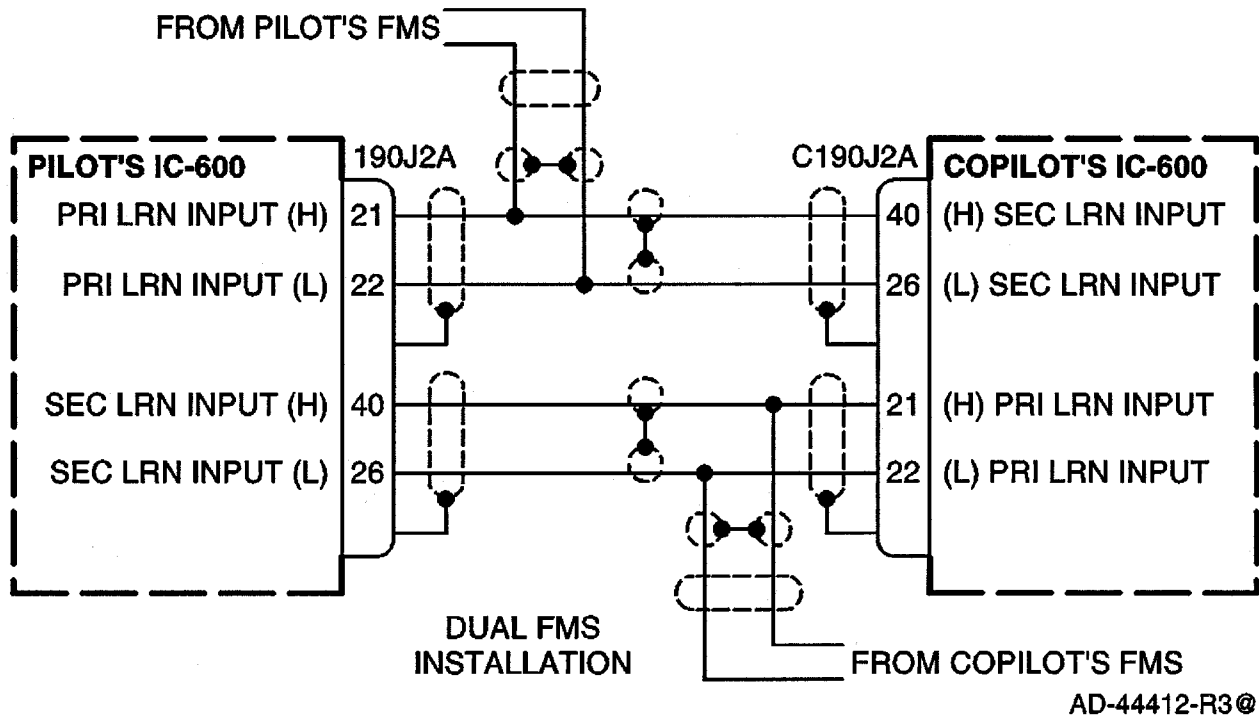 FROM PILOT'S FMS
190J2A
C190J2A
PILOT'S IC-600
COPILOT'S IC-600
PRI LRN INPUT (H) 21
40 (H) SEC LRN INPUT
PRI LRN INPUT (L) 22
26 (L) SEC LRN INPUT
SEC LRN INPUT (H) 40
21 (H) PRI LRN INPUT
SEC LRN INPUT (L) 26
22 (L) PRI LRN INPUT
DUAL FMS
INSTALLATION
FROM COPILOT'S FMS
AD-44412-R3@